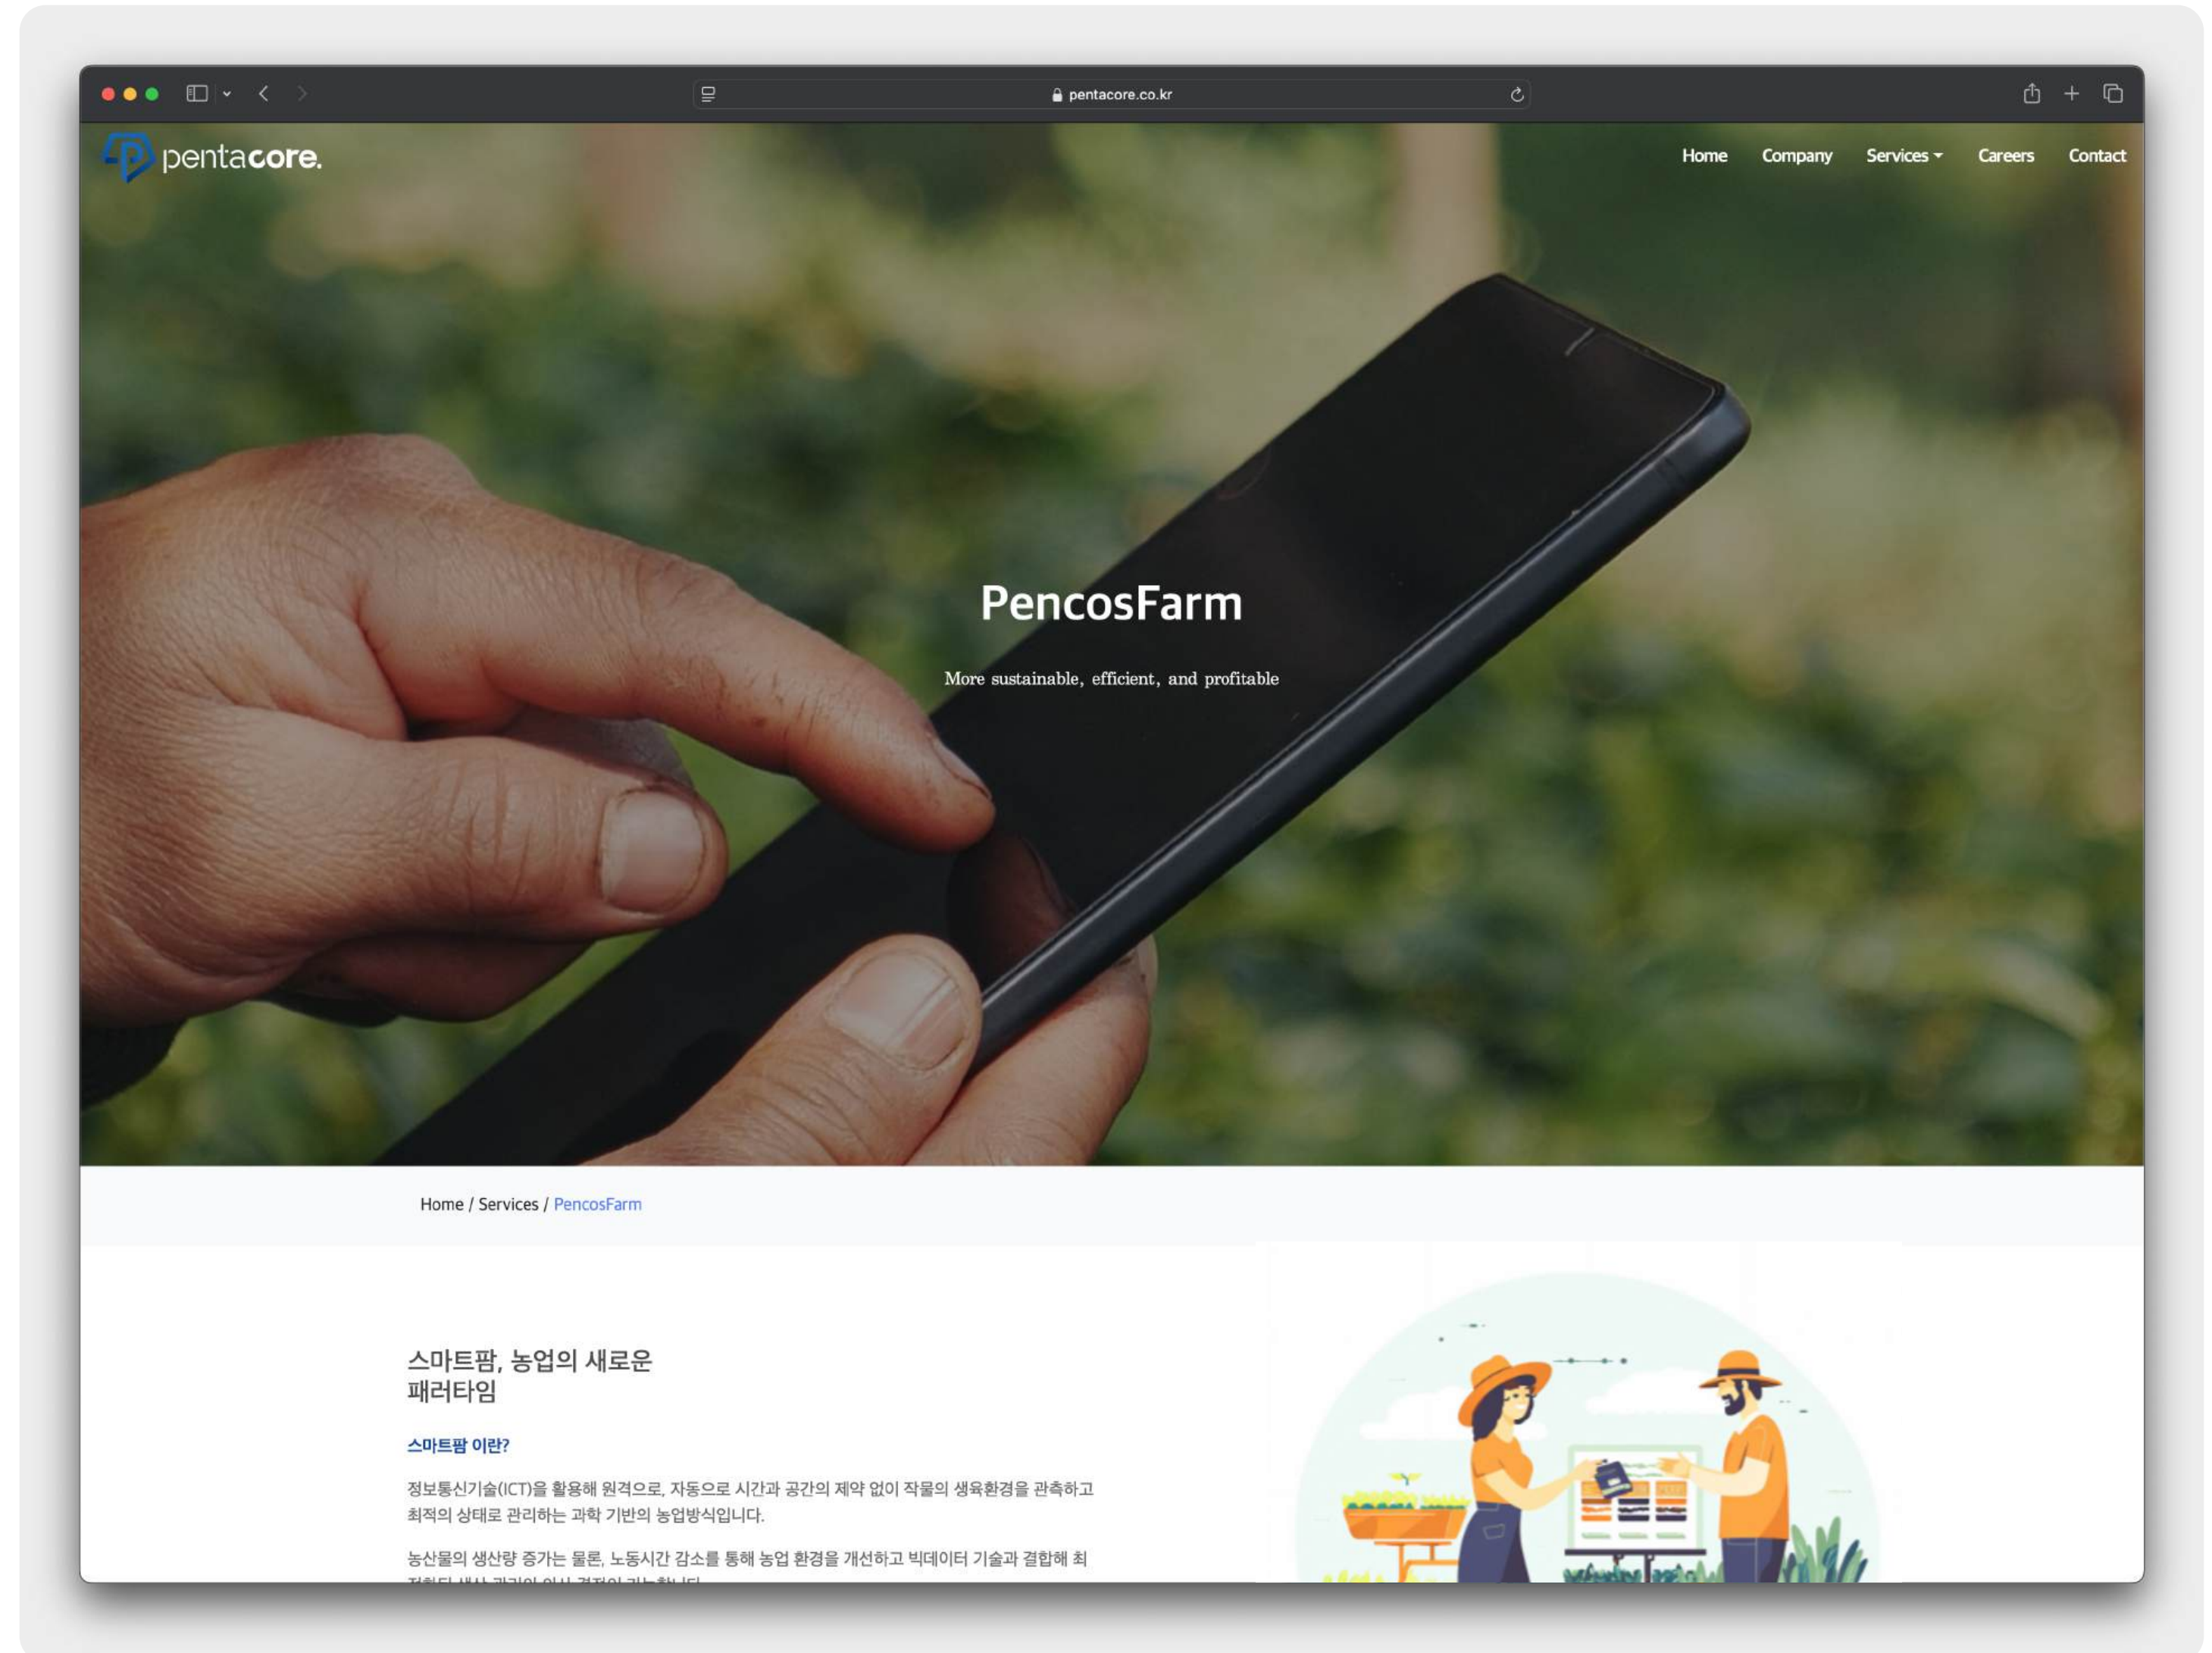 pentacore.co.kr
pentacore.
Home Company Services Careers Contact
PencosFarm
More sustainable, efficient, and profitable
Home / Services / PencosFarm
스마트팜, 농업의 새로운
패러타임
스마트팜 이란?
정보통신기술(ICT)을 활용해 원격으로, 자동으로 시간과 공간의 제약 없이 작물의 생육환경을 관측하고
최적의 상태로 관리하는 과학 기반의 농업방식입니다.
농산물의 생산량 증가는 물론, 노동시간 감소를 통해 농업 환경을 개선하고 빅데이터 기술과 결합해 최